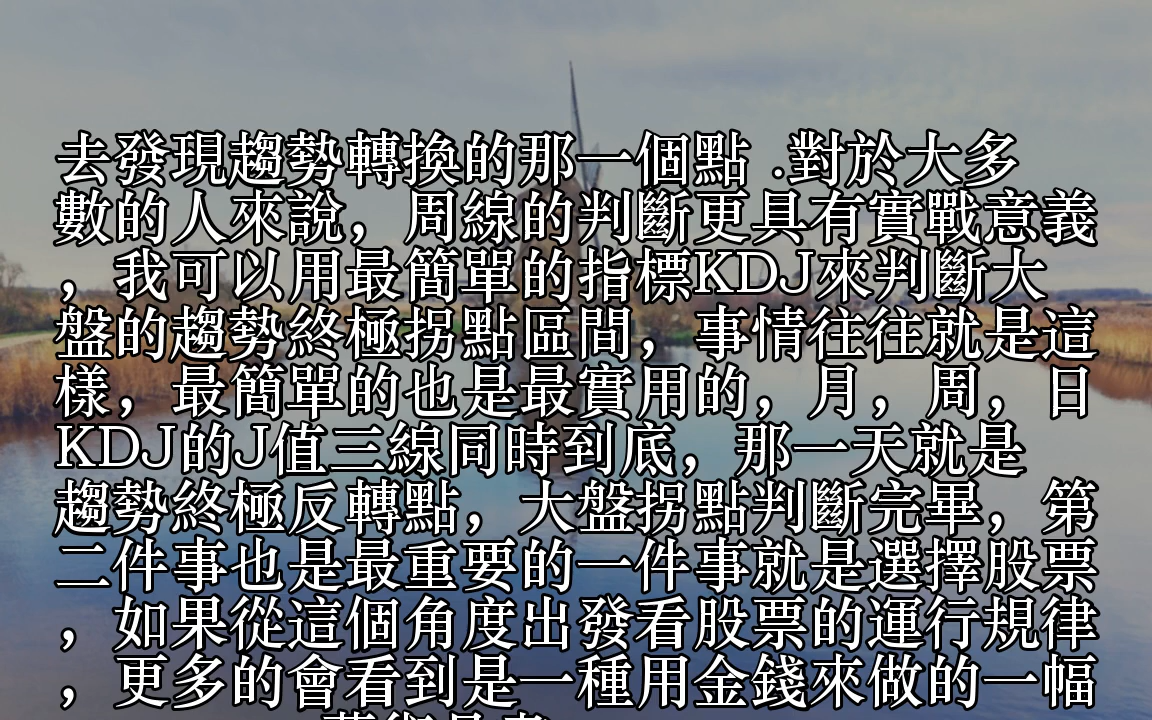 去發現趨勢轉換的那一個點 .對於大多
數的人來說，周線的判斷更具有實戰意義
，我可以用最簡單的指標KDJ來判斷大
盤的趨勢終極拐點區間，事情往往就是這
樣，最簡單的也是最實用的，月，周，日
KDJ的J值三線同時到底，那一天就是
趨勢終極反轉點，大盤拐點判斷完畢，第
二件事也是最重要的一件事就是選擇股票
，如果從這個角度出發看股票的運行規律
，更多的會看到是一種用金錢來做的一幅